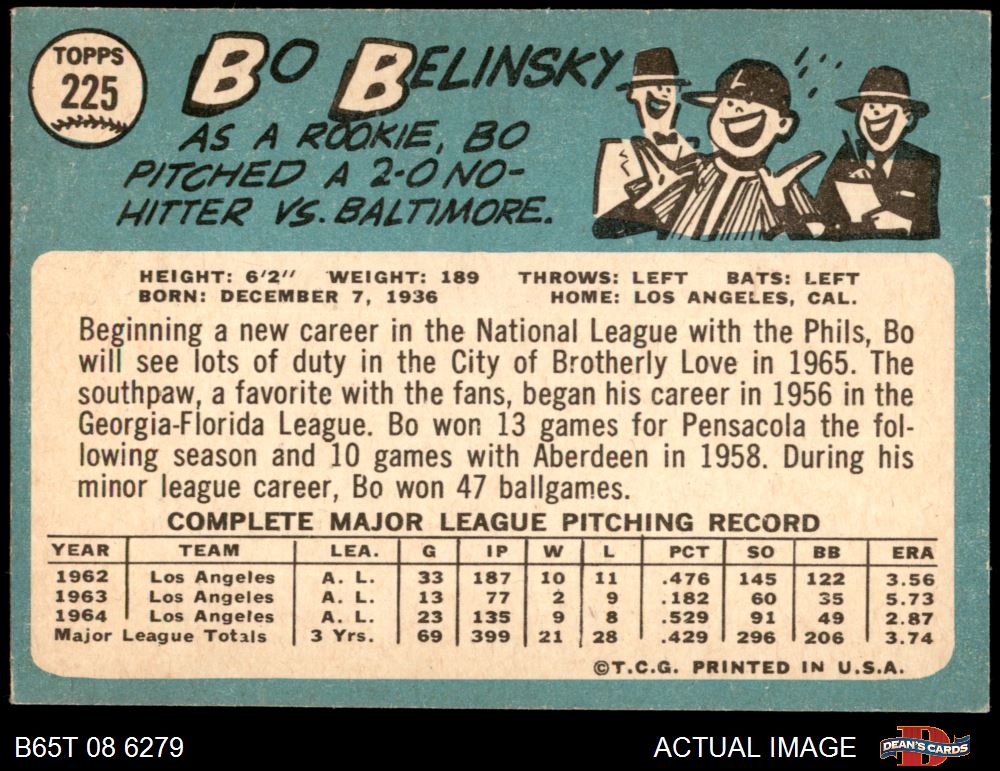 TOPPS
225
BO BELINSKY
AS A ROOKIE, BO
PITCHED A 2-0 NO-
HITTER VS. BALTIMORE.
L
HEIGHT: 6'2" WEIGHT: 189 THROWS: LEFT BATS: LEFT
BORN: DECEMBER 7, 1936 HOME: LOS ANGELES, CAL.
Beginning a new career in the National League with the Phils, Bo
will see lots of duty in the City of Brotherly Love in 1965. The
southpaw, a favorite with the fans, began his career in 1956 in the
Georgia-Florida League. Bo won 13 games for Pensacola the fol-
lowing season and 10 games with Aberdeen in 1958. During his
minor league career, Bo won 47 ballgames.
COMPLETE MAJOR LEAGUE PITCHING RECORD
YEAR TEAM LEA. G IP W L PCT SO BB ERA
1962 Los Angeles A. L. 33 187 10 11 .476 145 122 3.56
1963 Los Angeles A. L. 13 77 2 9 .182 60 35 5.73
1964 Los Angeles A. L. 23 135 9 8 .529 91 49 2.87
Major League Totals 3 Yrs. 69 399 21 28 .429 296 206 3.74
©T.C.G. PRINTED IN U.S.A.
B65T 08 6279 ACTUAL IMAGE D DEAN'S CARDS